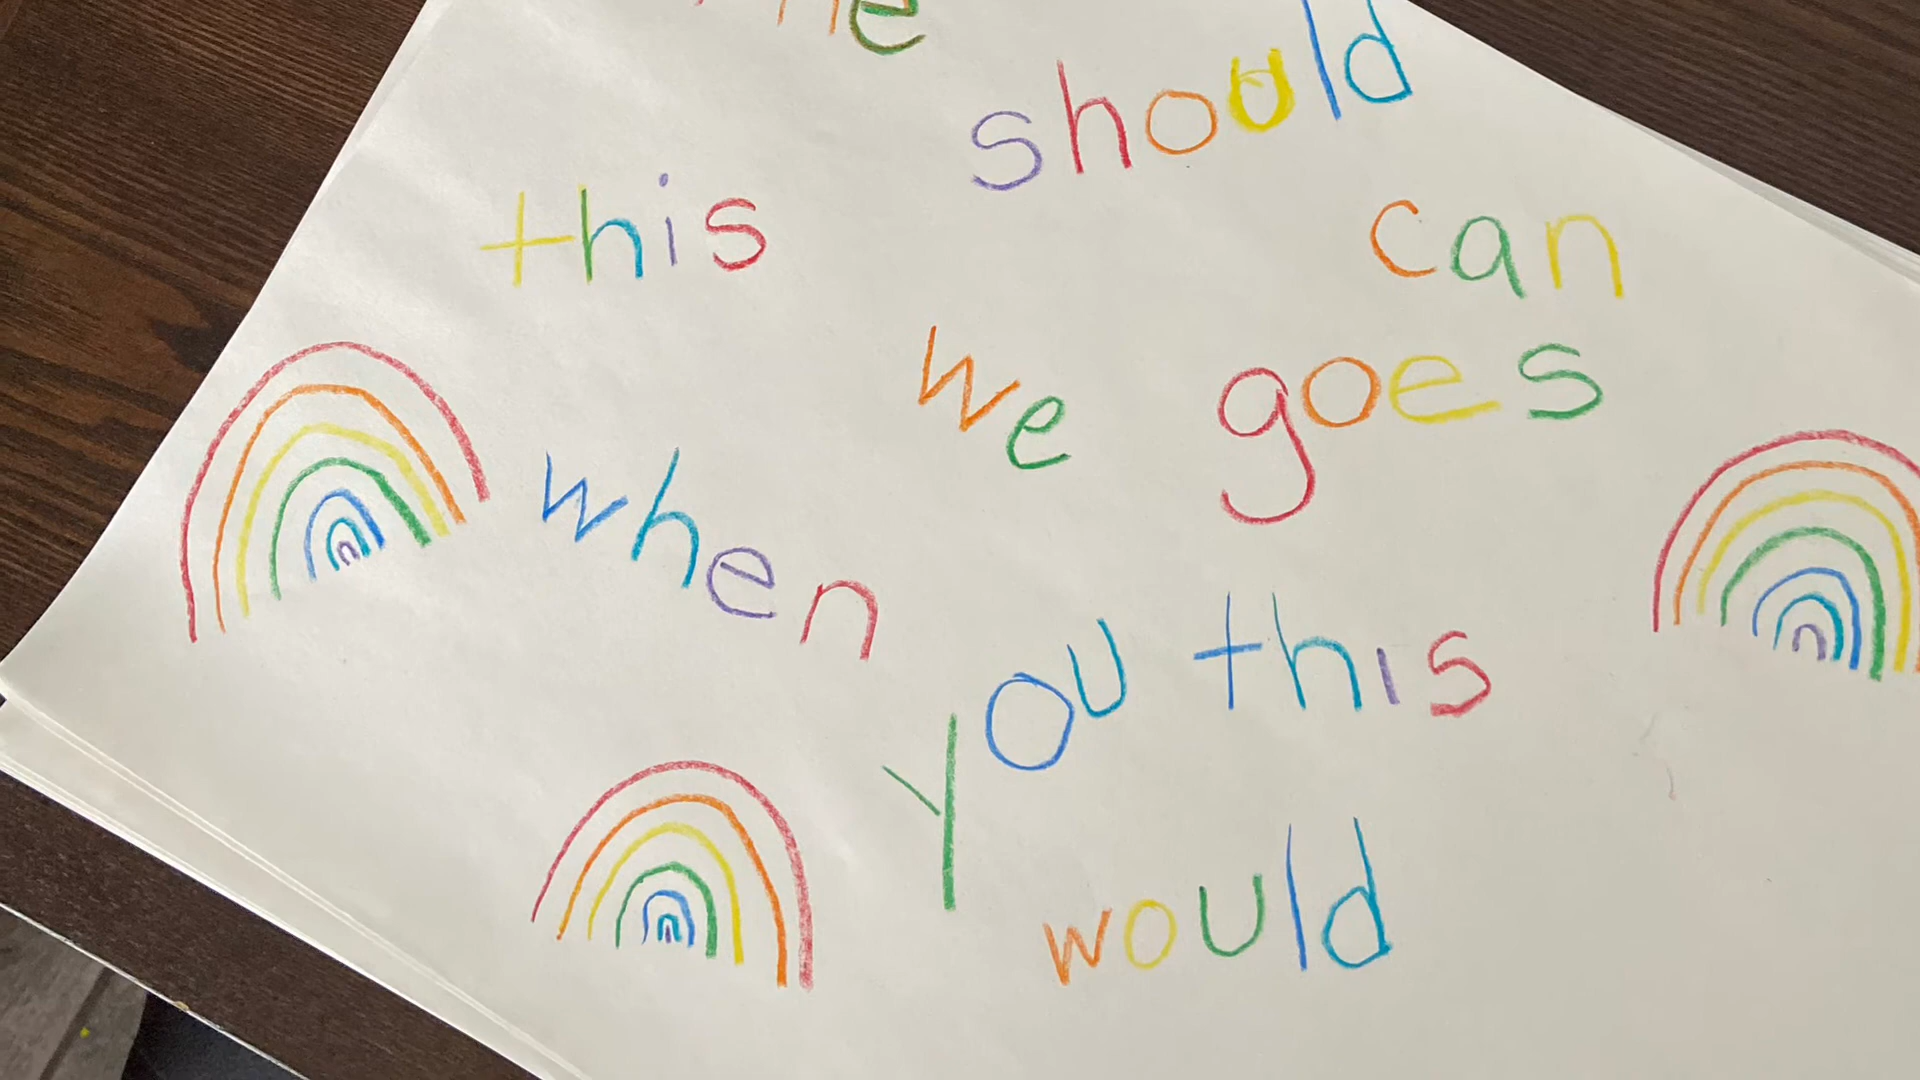 should
this
can
we goes
when
you this
would